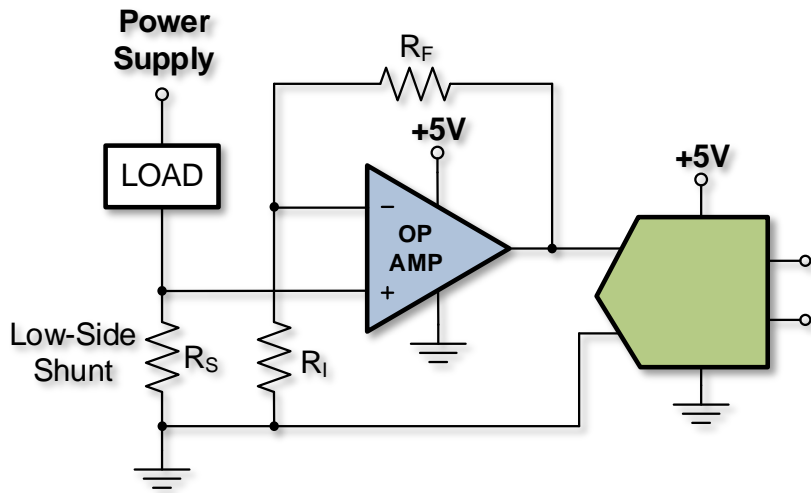 Power
Supply
R_F
+5V
+5V
LOAD
−
OP
AMP
+
Low-Side
Shunt
R_S
R_I